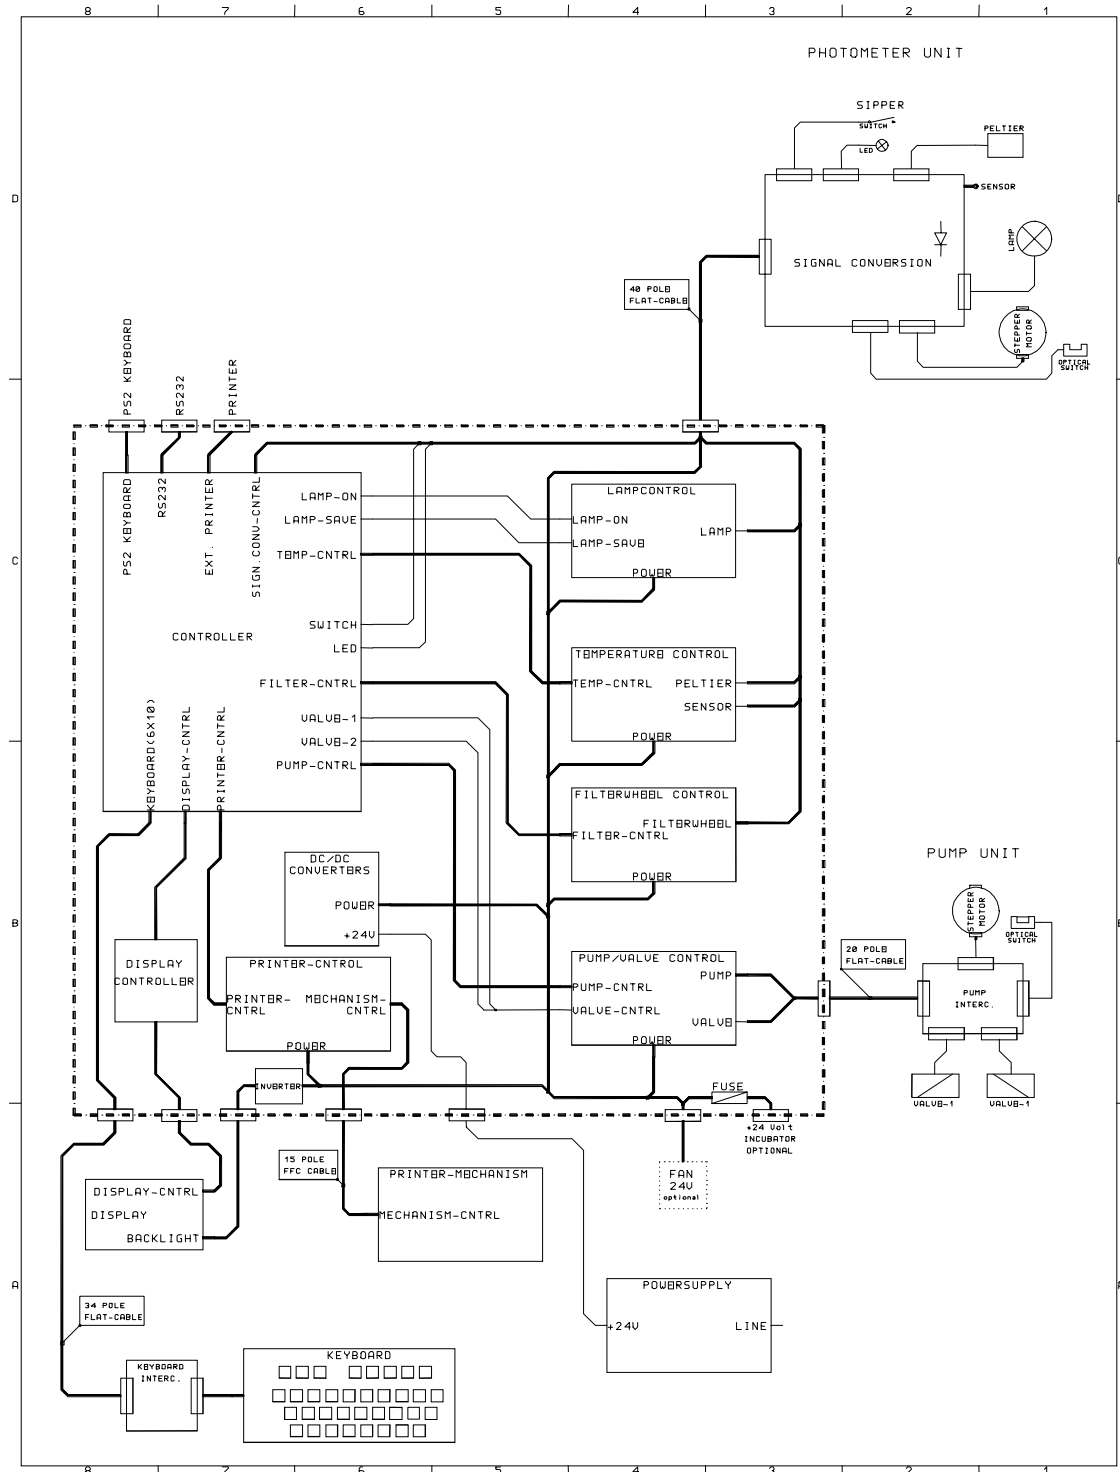 8 7 6 5 4 3 2 1
PHOTOMETER UNIT
SIPPER
SWITCH
LED
PELTIER
SENSOR
D
LAMP
SIGNAL CONVERSION
40 POLE
FLAT-CABLE
STEPPER
MOTOR
OPTICAL
SWITCH
PS2 KEYBOARD
RS232
PRINTER
PS2 KEYBOARD
RS232
EXT. PRINTER
SIGN.CONV-CNTRL
LAMP-ON
LAMP-SAVE
TEMP-CNTRL
SWITCH
LED
FILTER-CNTRL
VALVE-1
VALVE-2
PUMP-CNTRL
CONTROLLER
KEYBOARD(6X10)
DISPLAY-CNTRL
PRINTER-CNTRL
C
LAMPCONTROL
LAMP-ON
LAMP-SAVE
LAMP
POWER
TEMPERATURE CONTROL
TEMP-CNTRL
PELTIER
SENSOR
POWER
FILTERWHEEL CONTROL
FILTERWHEEL
FILTER-CNTRL
POWER
DC/DC
CONVERTERS
POWER
+24V
B
DISPLAY
CONTROLLER
PRINTER-CNTROL
PRINTER-
CNTRL
MECHANISM-
CNTRL
POWER
INVERTER
PUMP/VALVE CONTROL
PUMP
PUMP-CNTRL
VALVE-CNTRL
VALVE
POWER
PUMP UNIT
STEPPER
MOTOR
OPTICAL
SWITCH
20 POLE
FLAT-CABLE
PUMP
INTERC.
VALVE-1
VALVE-1
FUSE
+24 Volt
INCUBATOR
OPTIONAL
FAN
24V
optional
15 POLE
FFC CABLE
PRINTER-MECHANISM
MECHANISM-CNTRL
DISPLAY-CNTRL
DISPLAY
BACKLIGHT
A
POWERSUPPLY
+24V
LINE
34 POLE
FLAT-CABLE
KEYBOARD
INTERC.
KEYBOARD
8 7 6 5 4 3 2 1